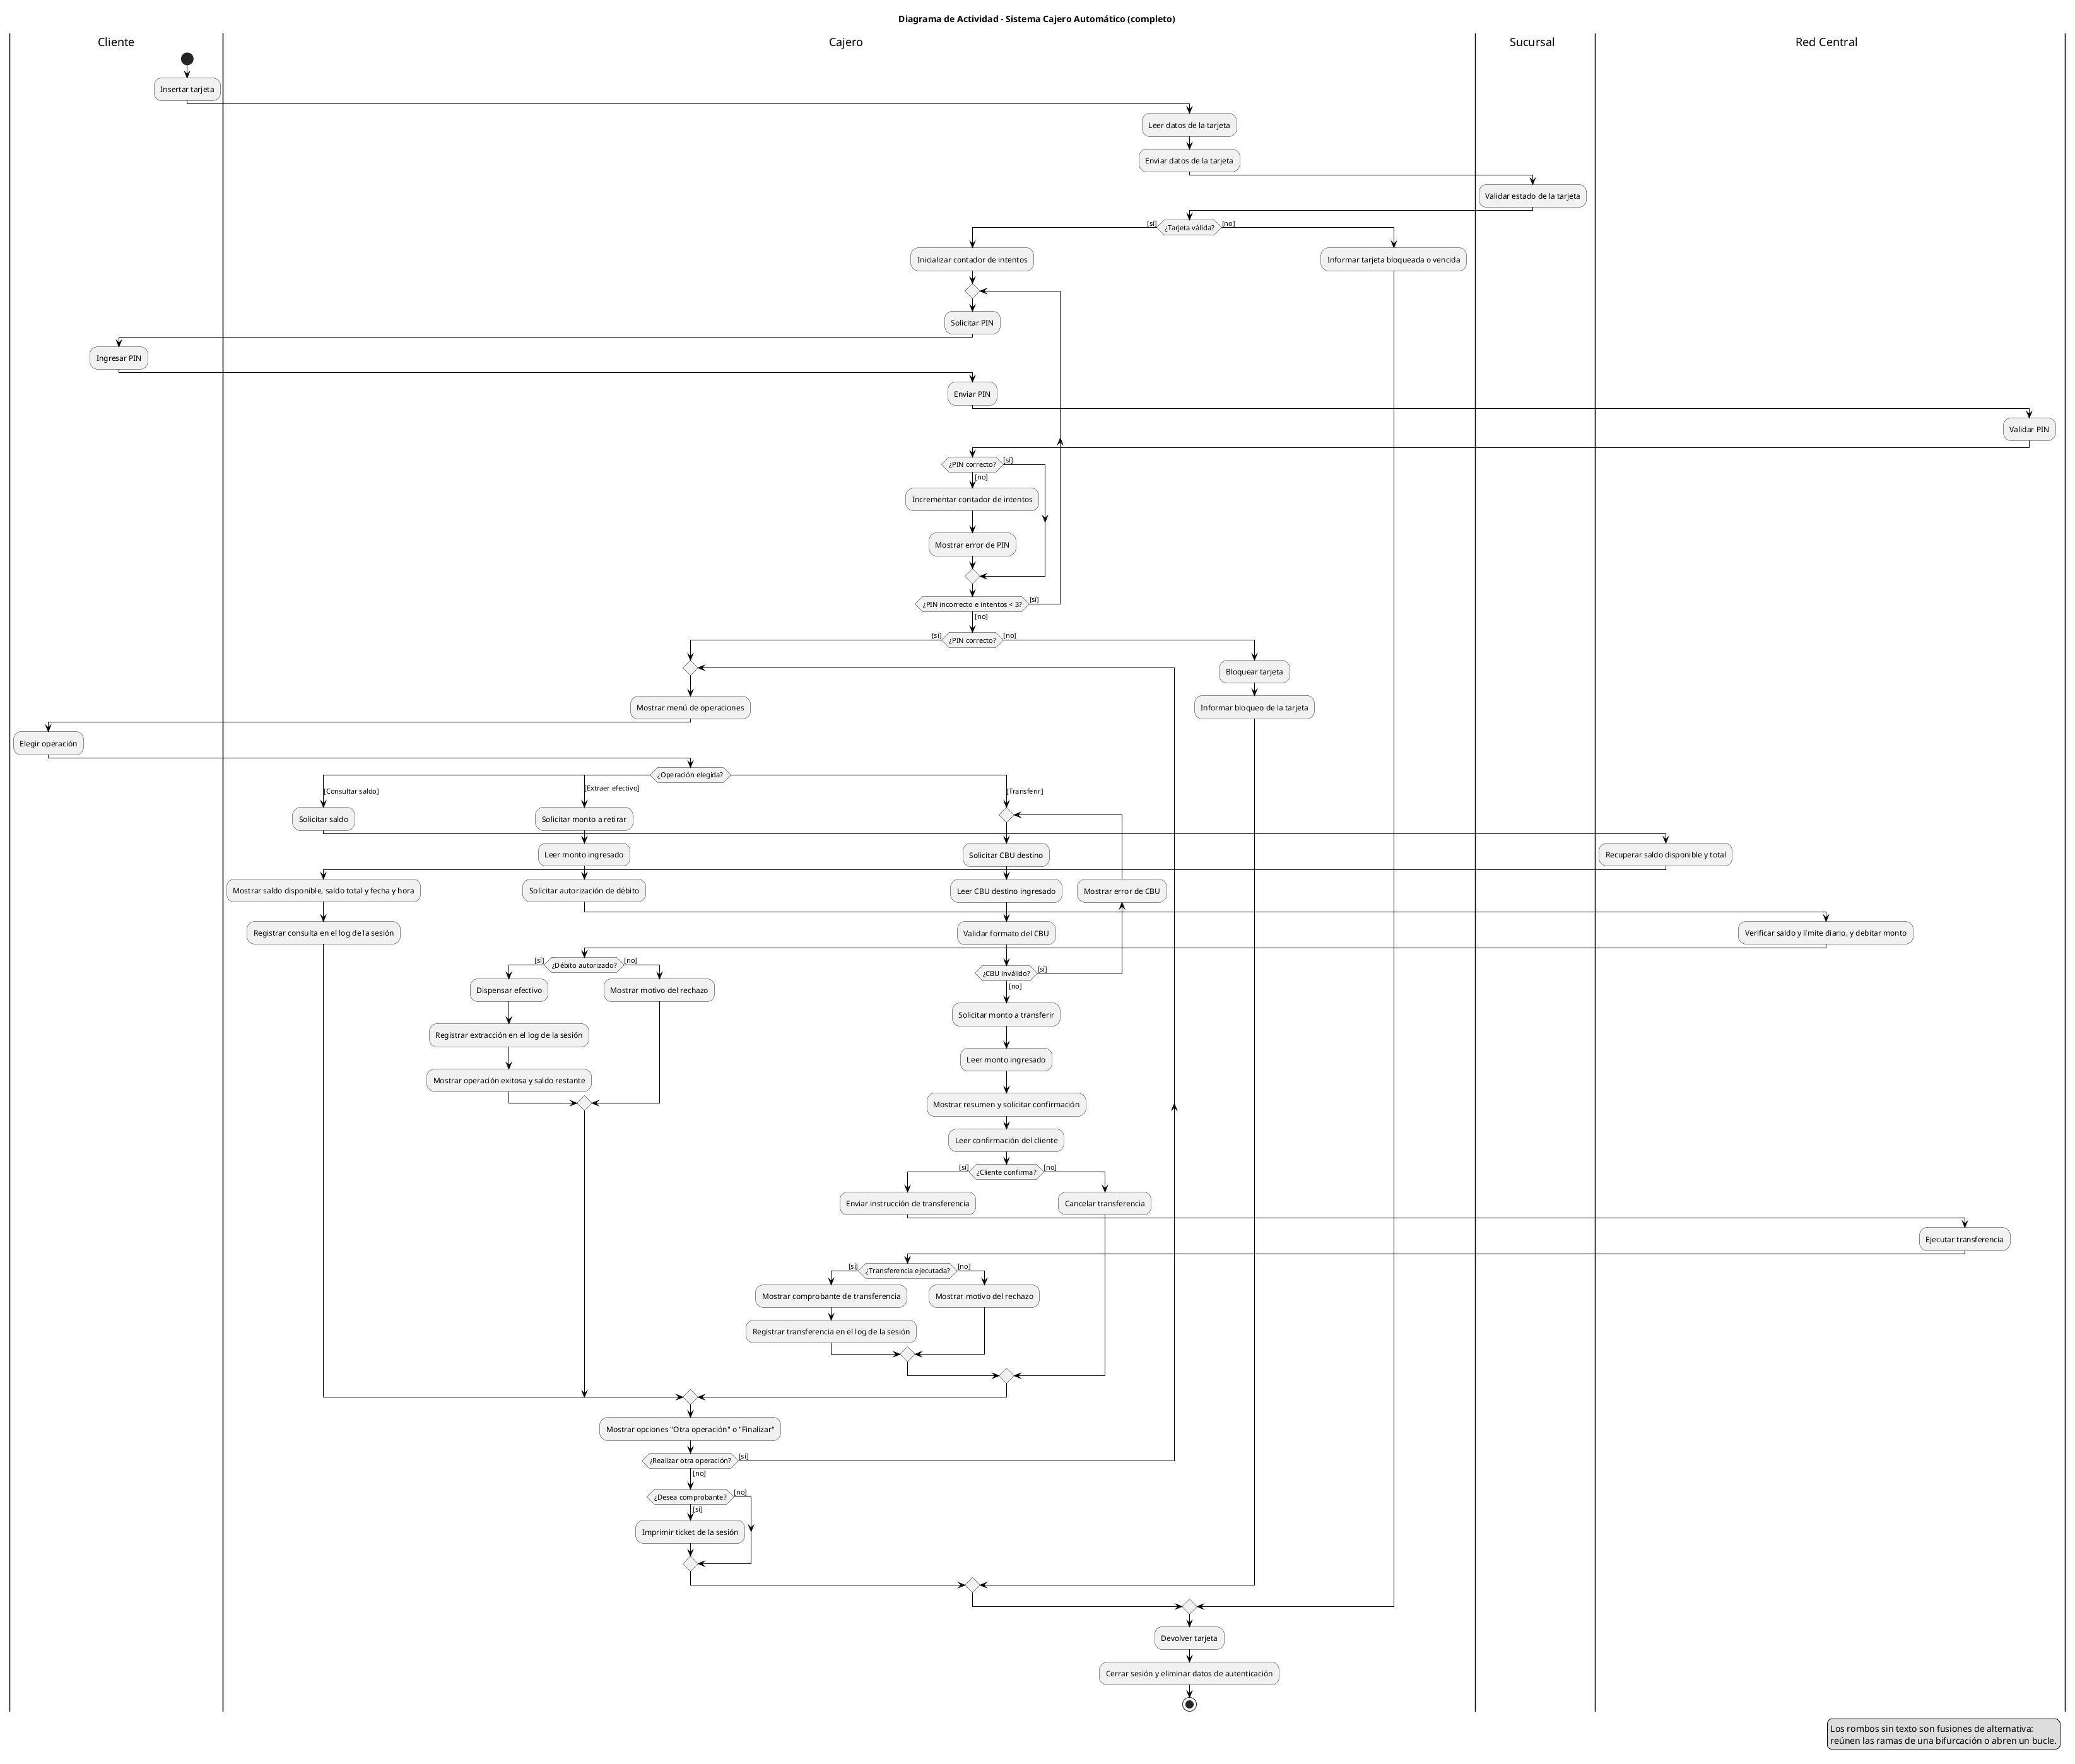 Diagrama de Actividad - Sistema Cajero Automático (completo)
Cliente
Cajero
Sucursal
Red Central
Insertar tarjeta
Leer datos de la tarjeta
Enviar datos de la tarjeta
Validar estado de la tarjeta
¿Tarjeta válida?
[sí]
[no]
Inicializar contador de intentos
Informar tarjeta bloqueada o vencida
Solicitar PIN
Ingresar PIN
Enviar PIN
Validar PIN
¿PIN correcto?
[sí]
[no]
Incrementar contador de intentos
Mostrar error de PIN
¿PIN incorrecto e intentos < 3?
[sí]
[no]
¿PIN correcto?
[sí]
[no]
Bloquear tarjeta
Mostrar menú de operaciones
Informar bloqueo de la tarjeta
Elegir operación
¿Operación elegida?
[Consultar saldo]
[Extraer efectivo]
[Transferir]
Solicitar saldo
Solicitar monto a retirar
Leer monto ingresado
Solicitar CBU destino
Recuperar saldo disponible y total
Mostrar saldo disponible, saldo total y fecha y hora
Solicitar autorización de débito
Leer CBU destino ingresado
Mostrar error de CBU
Registrar consulta en el log de la sesión
Validar formato del CBU
Verificar saldo y límite diario, y debitar monto
¿Débito autorizado?
[sí]
[no]
¿CBU inválido?
[sí]
[no]
Dispensar efectivo
Mostrar motivo del rechazo
Solicitar monto a transferir
Registrar extracción en el log de la sesión
Leer monto ingresado
Mostrar operación exitosa y saldo restante
Mostrar resumen y solicitar confirmación
Leer confirmación del cliente
¿Cliente confirma?
[sí]
[no]
Enviar instrucción de transferencia
Cancelar transferencia
Ejecutar transferencia
¿Transferencia ejecutada?
[sí]
[no]
Mostrar comprobante de transferencia
Mostrar motivo del rechazo
Registrar transferencia en el log de la sesión
Mostrar opciones "Otra operación" o "Finalizar"
¿Realizar otra operación?
[sí]
[no]
¿Desea comprobante?
[no]
[sí]
Imprimir ticket de la sesión
Devolver tarjeta
Cerrar sesión y eliminar datos de autenticación
Los rombos sin texto son fusiones de alternativa:
reúnen las ramas de una bifurcación o abren un bucle.